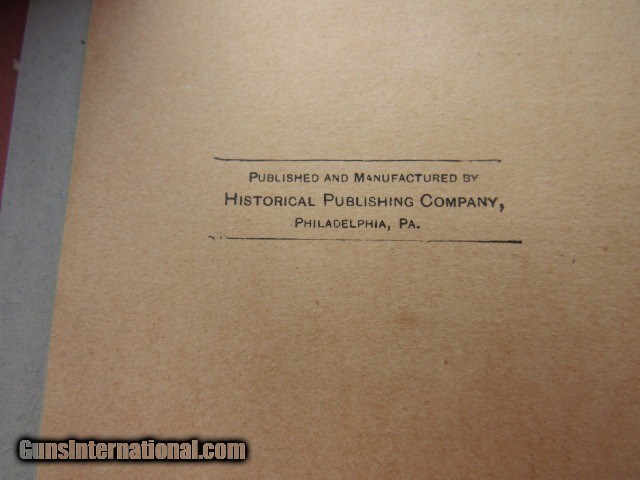 Published and Manufactured by
Historical Publishing Company,
Philadelphia, Pa.
GunsInternational.com